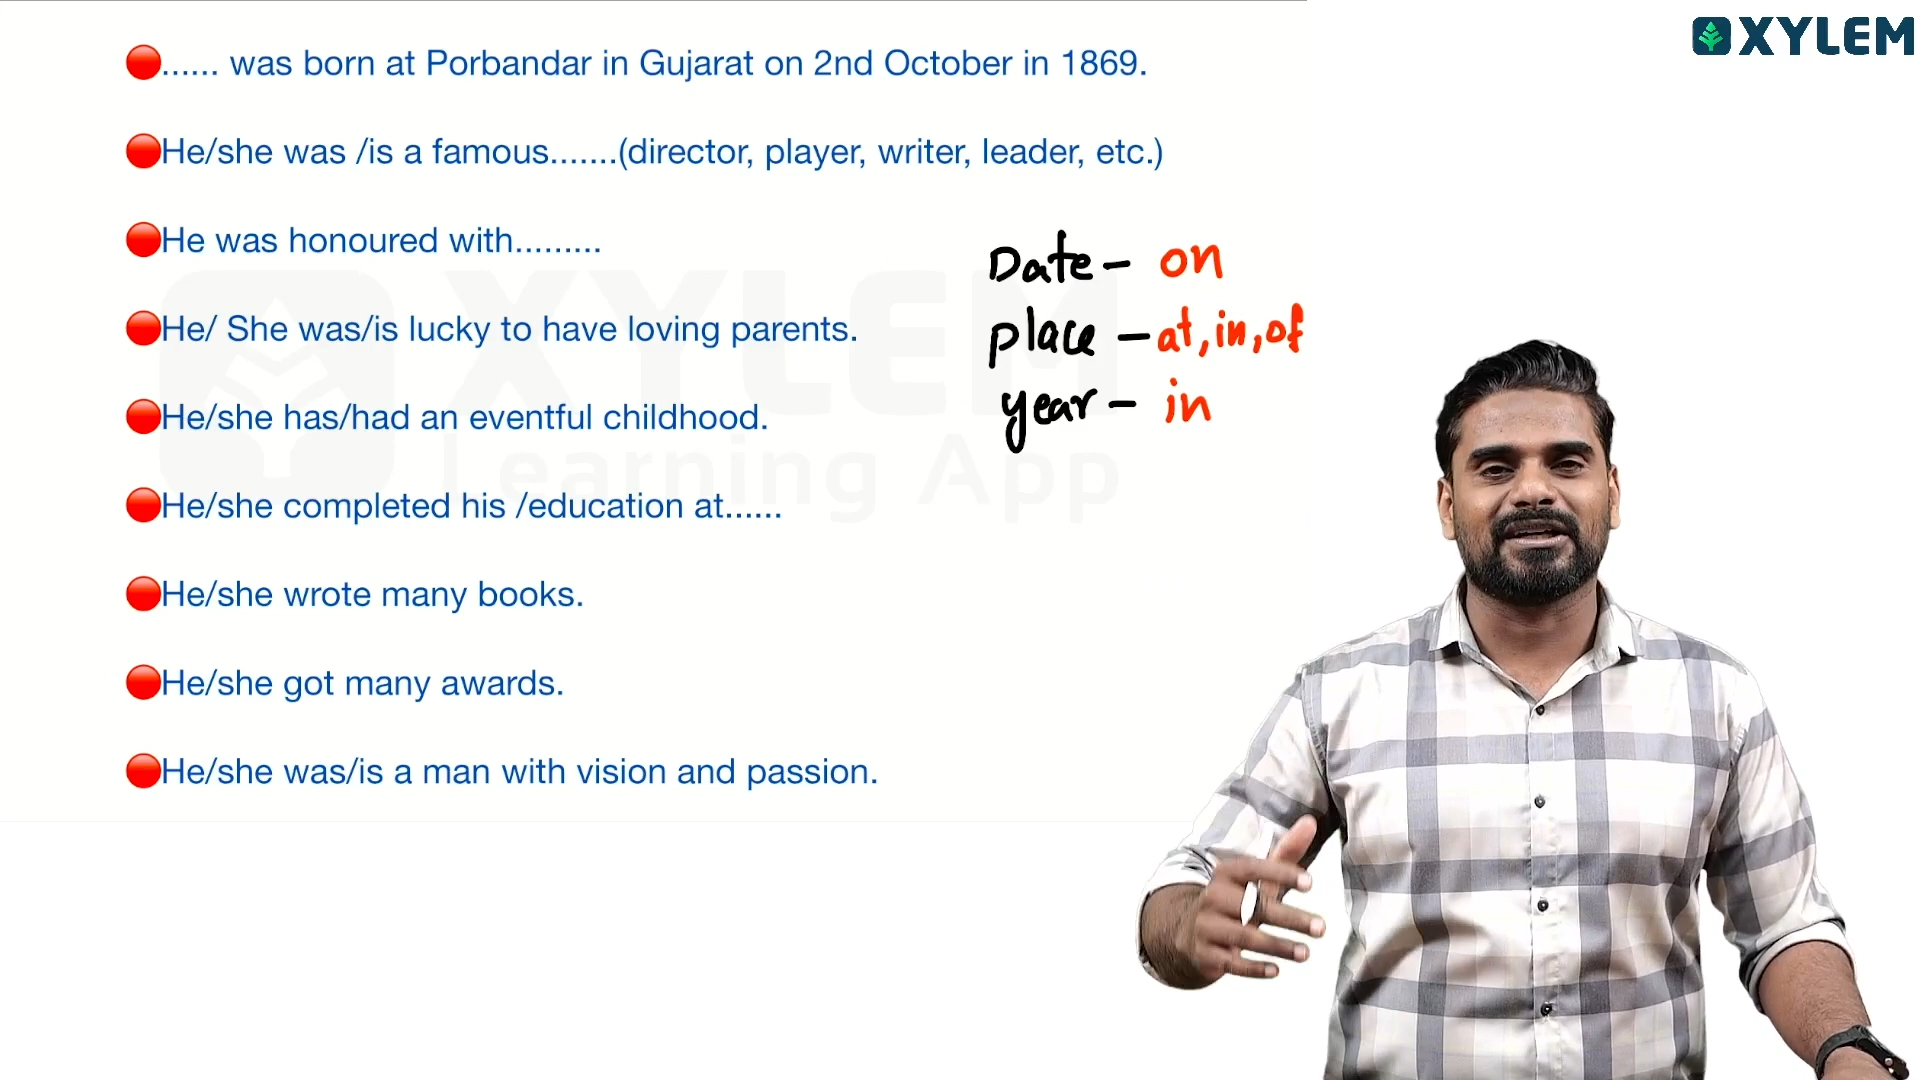 XYLEM
...... was born at Porbandar in Gujarat on 2nd October in 1869.
He/she was /is a famous.......(director, player, writer, leader, etc.)
He was honoured with.........
He/ She was/is lucky to have loving parents.
He/she has/had an eventful childhood.
He/she completed his /education at......
He/she wrote many books.
He/she got many awards.
He/she was/is a man with vision and passion.
Date - on
place - at, in, of
year - in
XYLEM
Learning App